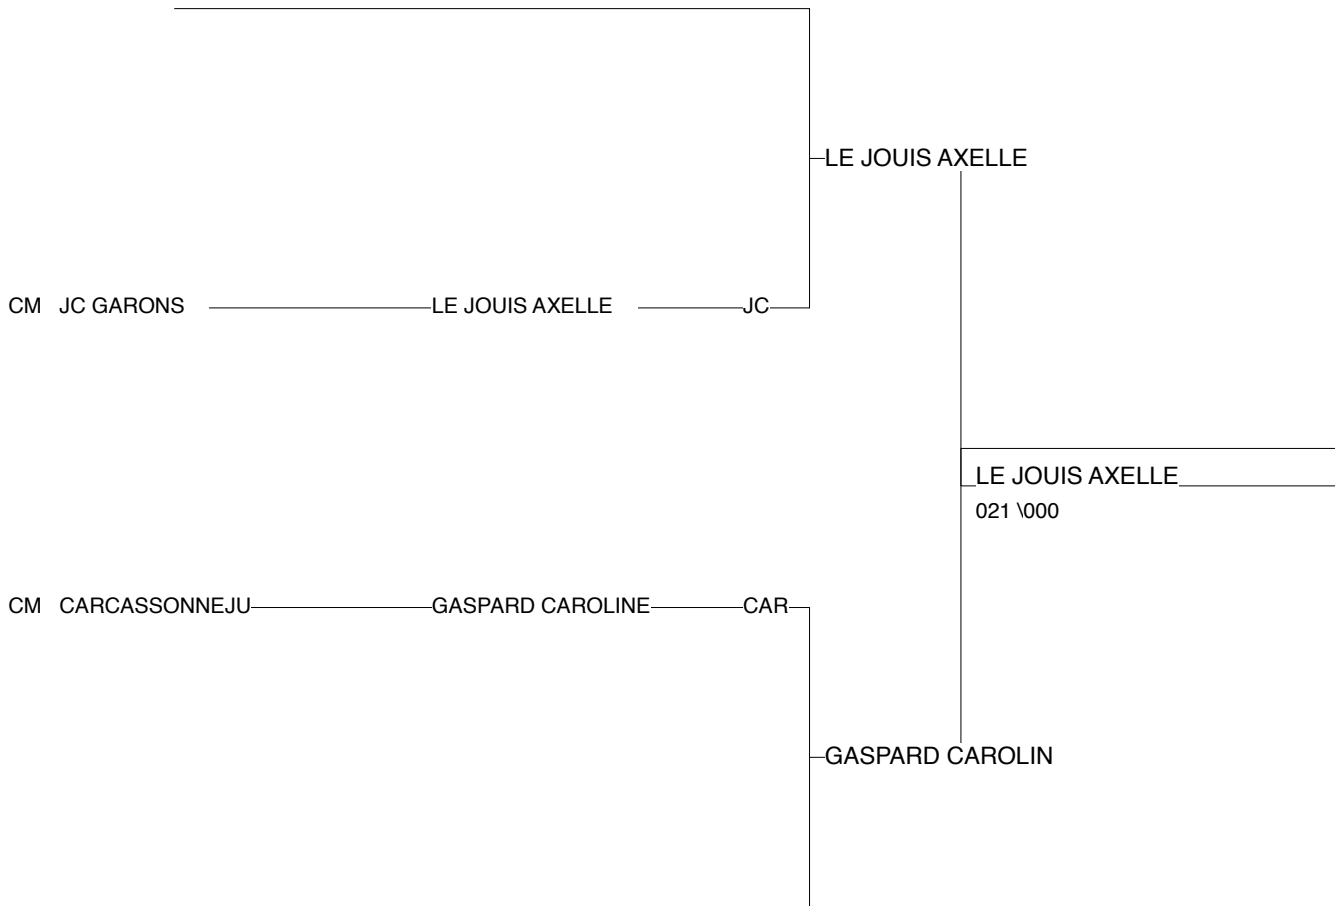 LE JOUIS AXELLE
CM JC GARONS LE JOUIS AXELLE JC
LE JOUIS AXELLE
021 \000
CM CARCASSONNEJU GASPARD CAROLINE CAR
GASPARD CAROLIN